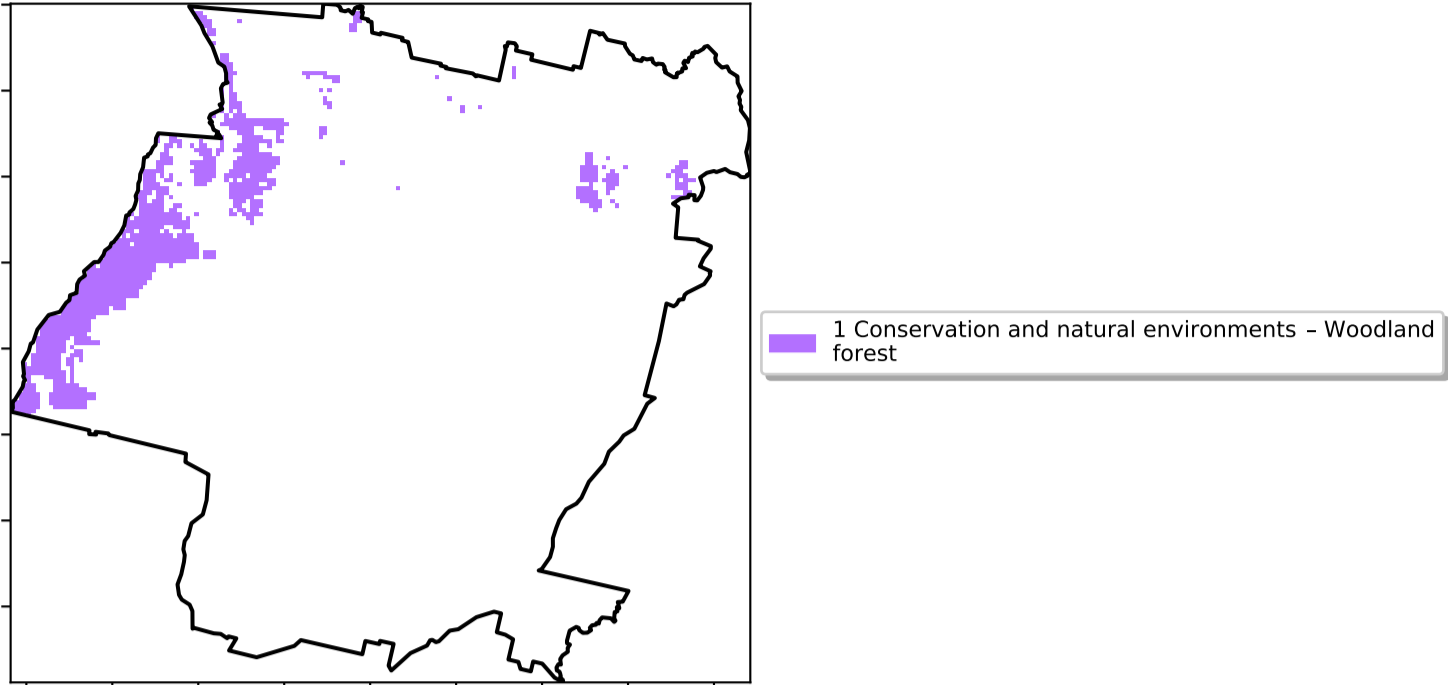 1 Conservation and natural environments – Woodland
forest